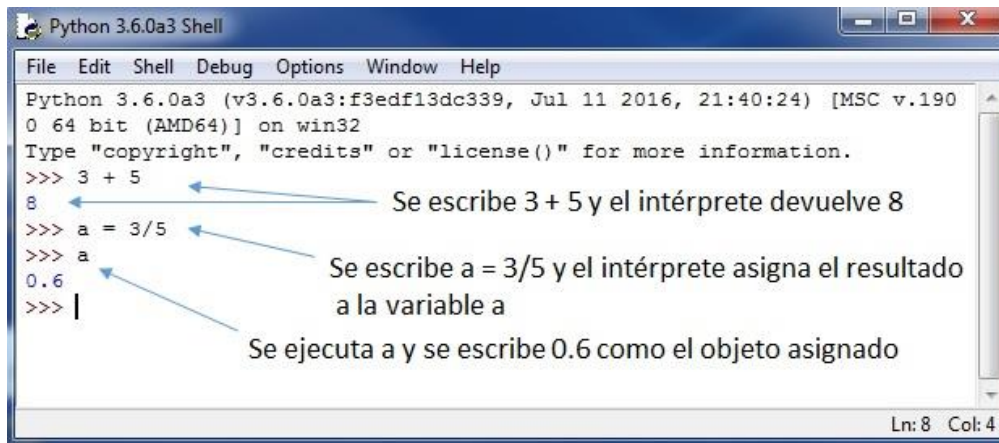 Python 3.6.0a3 Shell
File Edit Shell Debug Options Window Help
Python 3.6.0a3 (v3.6.0a3:f3edf13dc339, Jul 11 2016, 21:40:24) [MSC v.190
0 64 bit (AMD64)] on win32
Type "copyright", "credits" or "license()" for more information.
>>> 3 + 5
8
Se escribe 3 + 5 y el intérprete devuelve 8
>>> a = 3/5
>>> a
Se escribe a = 3/5 y el intérprete asigna el resultado
a la variable a
0.6
>>>
Se ejecuta a y se escribe 0.6 como el objeto asignado
Ln: 8 Col: 4